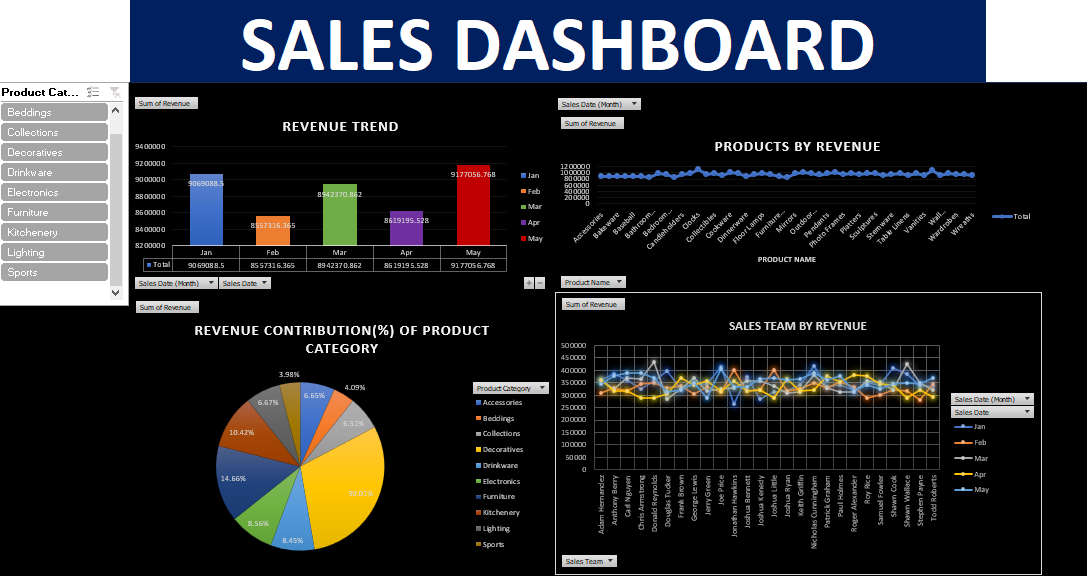 SALES DASHBOARD
Product Cat...
Beddings
Collections
Decoratives
Drinkware
Electronics
Furniture
Kitchenery
Lighting
Sports
Sum of Revenue
REVENUE TREND
9400000
9200000
9000000
8800000
8600000
8400000
8200000
9069088.5
8557316.365
8942370.862
8619195.528
9177056.768
Jan
Feb
Mar
Apr
May
Total
9069088.5
8557316.365
8942370.862
8619195.528
9177056.768
Jan
Feb
Mar
Apr
May
Sales Date (Month)
Sales Date
Sales Date (Month)
Sum of Revenue
PRODUCTS BY REVENUE
1200000
1000000
800000
600000
400000
200000
0
Accessories
Bakeware
Baseball
Bathroom...
Bedroom...
Candleholders
Clocks
Collectibles
Cookware
Dinnerware
Floor Lamps
Furniture...
Mirrors
Outdoor...
Pendents
Photo Frames
Platters
Sculptures
Stemware
Table Linens
Vanities
Wall...
Wardrobes
Wreaths
Total
PRODUCT NAME
Product Name
Sum of Revenue
REVENUE CONTRIBUTION(%) OF PRODUCT
CATEGORY
3.98%
6.65%
4.09%
6.67%
10.42%
14.66%
8.56%
8.45%
Product Category
Accessories
Beddings
Collections
Decoratives
Drinkware
Electronics
Furniture
Kitchenery
Lighting
Sports
Sum of Revenue
SALES TEAM BY REVENUE
500000
450000
400000
350000
300000
250000
200000
150000
100000
50000
0
Adam Hernandez
Anthony Berry
Carl Nguren
Chris Armstrong
Donald Reynolds
Douglas Tucker
Frank Brown
George Lewis
Jerry Green
Joe Price
Jonathan Hawkins
Joshua Bennett
Joshua Kenedy
Joshua Little
Joshua Ryan
Keith Griffin
Nicholas Cunningham
Patrick Graham
Paul Holmes
Roger Alexander
Roy Rice
Samuel Fowler
Shawn Cook
Shawn Wallace
Stephen Payne
Todd Roberts
Sales Date (Month)
Sales Date
Jan
Feb
Mar
Apr
May
Sales Team